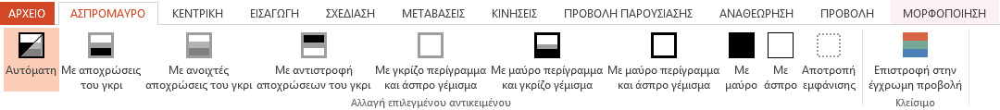 ΑΡΧΕΙΟ ΑΣΠΡΟΜΑΥΡΟ ΚΕΝΤΡΙΚΗ ΕΙΣΑΓΩΓΗ ΣΧΕΔΙΑΣΗ ΜΕΤΑΒΑΣΕΙΣ ΚΙΝΗΣΕΙΣ ΠΡΟΒΟΛΗ ΠΑΡΟΥΣΙΑΣΗΣ ΑΝΑΘΕΩΡΗΣΗ ΠΡΟΒΟΛΗ ΜΟΡΦΟΠΟΙΗΣΗ
Αυτόματη Με αποχρώσεις Με ανοιχτές Με αντιστροφή Με γκρίζο περίγραμμα Με μαύρο περίγραμμα Με μαύρο περίγραμμα Με Με Αποτροπή Επιστροφή στην
του γκρι αποχρώσεις του γκρι αποχρώσεων του γκρι και άσπρο γέμισμα και γκρίζο γέμισμα και άσπρο γέμισμα μαύρο άσπρο εμφάνισης έγχρωμη προβολή
Αλλαγή επιλεγμένου αντικειμένου Κλείσιμο